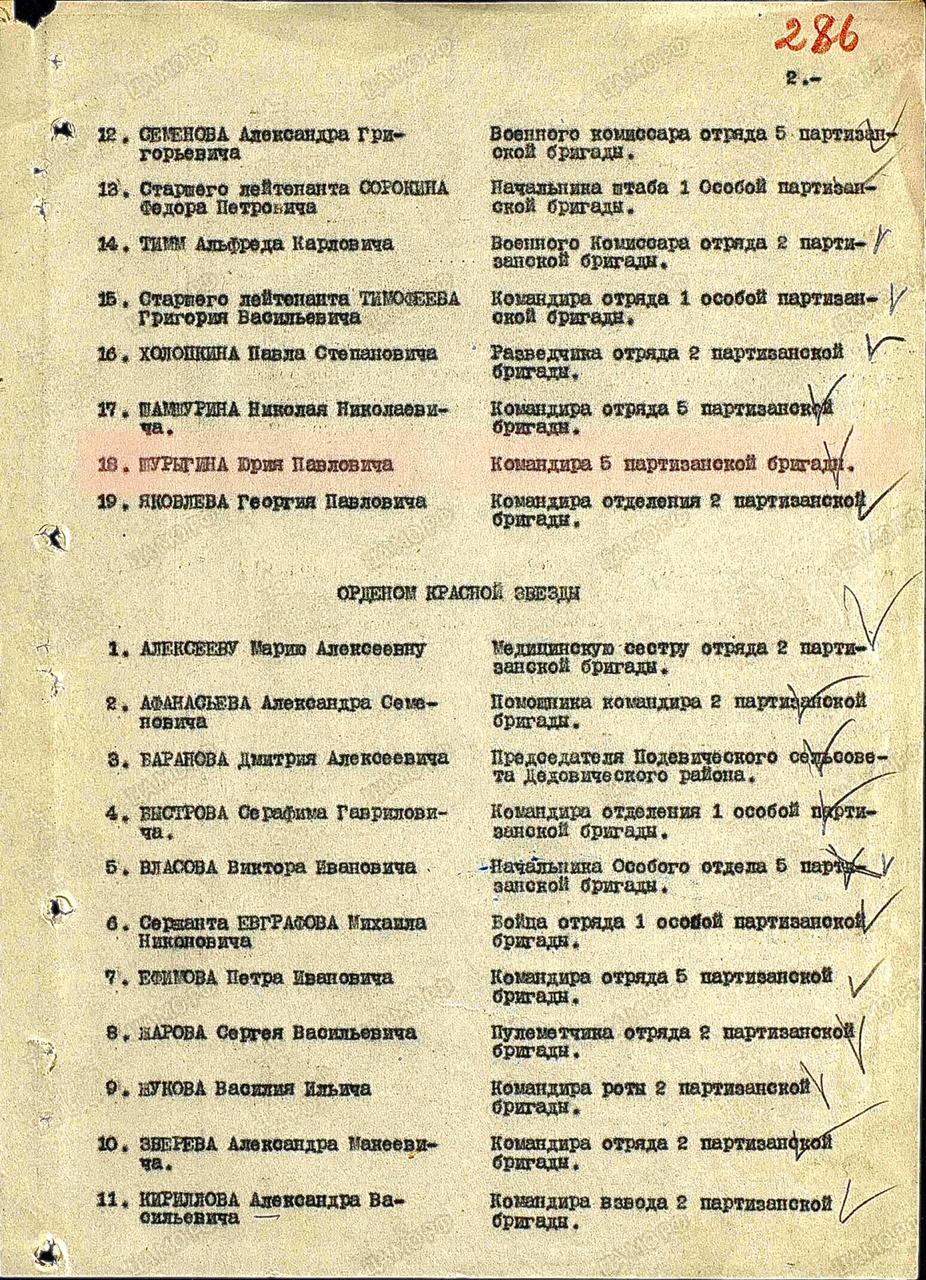 286
2.-
12. СЕМЕНОВА Александра Гри- Военного комиссара отряда 5 партизан-
горьевича ской бригады.
13. Старшего лейтенанта СОРОКИНА Начальника штаба 1 Особой партизан-
Федора Петровича ской бригады.
14. ТИММ Альфреда Карловича Военного Комиссара отряда 2 парти-
занской бригады.
15. Старшего лейтенанта ТИМОФЕЕВА Командира отряда 1 особой партизан-
Григория Васильевича ской бригады.
16. ХОЛОПКИНА Павла Степановича Разведчика отряда 2 партизанской
бригады.
17. ШАМШУРИНА Николая Николаеви- Командира отряда 5 партизанской
ча. бригады.
18. ШУРЫГИНА Юрия Павловича Командира 5 партизанской бригады.
19. ЯКОВЛЕВА Георгия Павловича Командира отделения 2 партизанской
бригады.
ОРДЕНОМ КРАСНОЙ ЗВЕЗДЫ
1. АЛЕКСЕЕВУ Марию Алексеевну Медицинскую сестру отряда 2 парти-
занской бригады.
2. АФАНАСЬЕВА Александра Семе- Помощника командира 2 партизанской
новича бригады.
3. БАРАНОВА Дмитрия Алексеевича Председателя Подевического сельсове-
та Дедовического района.
4. БЫСТРОВА Серафима Гаврилови- Командира отделения 1 особой парти-
ча. занской бригады.
5. ВЛАСОВА Виктора Ивановича Начальника Особого отдела 5 парти-
занской бригады.
6. Сержанта ЕВГРАФОВА Михаила Бойца отряда 1 особой партизанской
Никоновича бригады.
7. ЕФИМОВА Петра Ивановича Командира отряда 5 партизанской
бригады.
8. ЖАРОВА Сергея Васильевича Пулеметчика отряда 2 партизанской
бригады.
9. ЖУКОВА Василия Ильича Командира роты 2 партизанской
бригады.
10. ЗВЕРЕВА Александра Макееви- Командира отряда 2 партизанской
ча. бригады.
11. КИРИЛЛОВА Александра Ва- Командира взвода 2 партизанской
сильевича бригады.